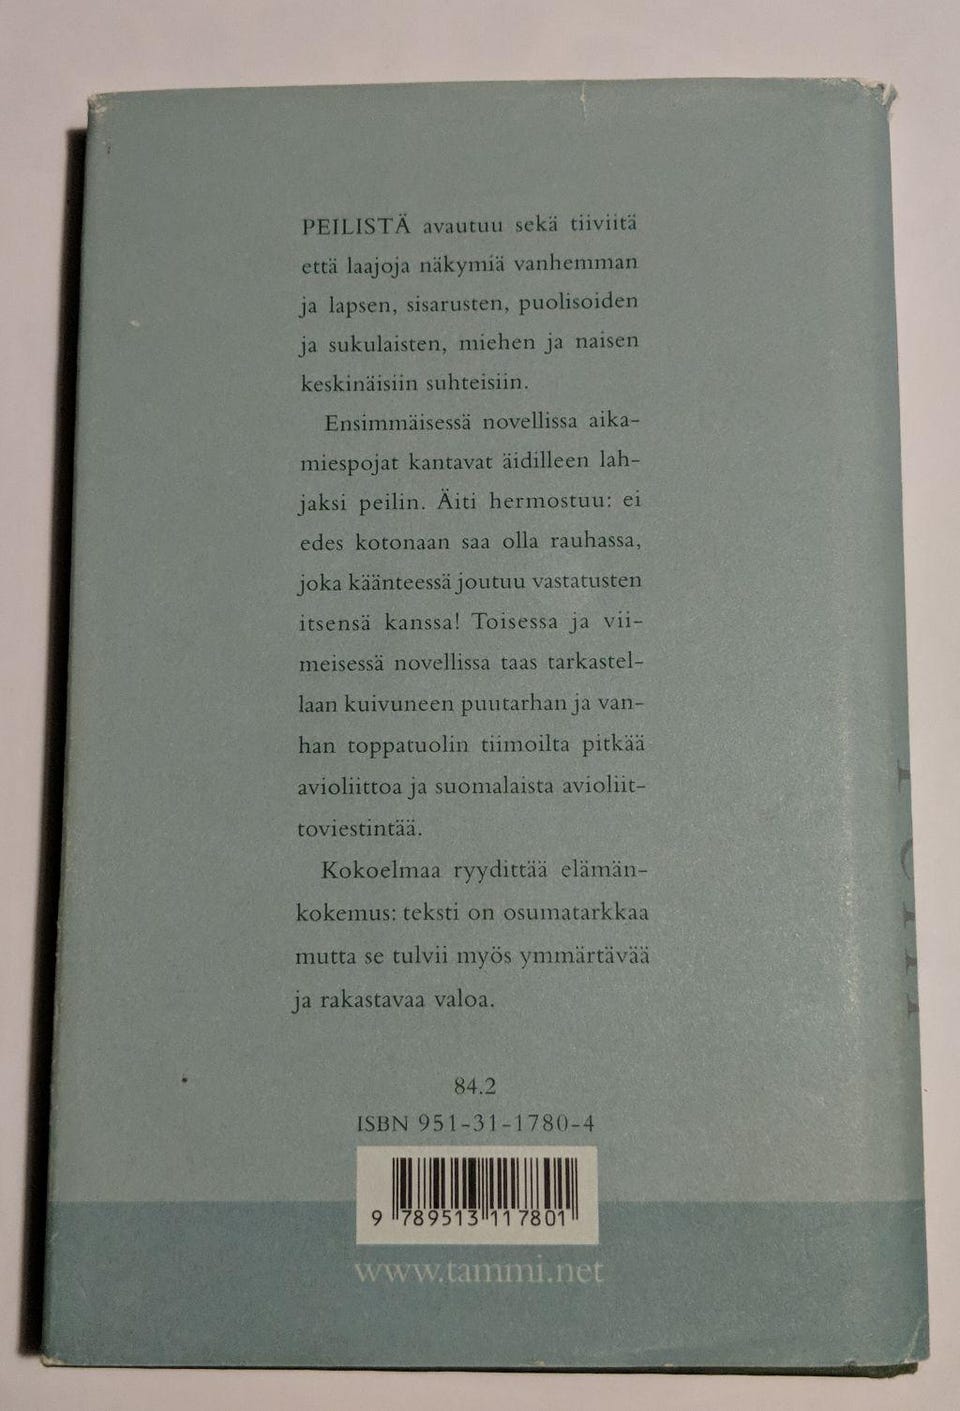 PEILISTÄ avautuu sekä tiiviitä
että laajoja näkymiä vanhemman
ja lapsen, sisarusten, puolisoiden
ja sukulaisten, miehen ja naisen
keskinäisiin suhteisiin.
Ensimmäisessä novellissa aika-
miespojat kantavat äidilleen lah-
jaksi peilin. Äiti hermostuu: ei
edes kotonaan saa olla rauhassa,
joka käänteessä joutuu vastatusten
itsensä kanssa! Toisessa ja vii-
meisessä novellissa taas tarkastel-
laan kuivuneen puutarhan ja van-
han toppatuolin tiimoilta pitkää
avioliittoa ja suomalaista avioliit-
toviestintää.
Kokoelmaa ryydittää elämän-
kokemus: teksti on osumatarkkaa
mutta se tulvii myös ymmärtävää
ja rakastavaa valoa.
84.2
ISBN 951-31-1780-4
9 789513 117801
www.tammi.net